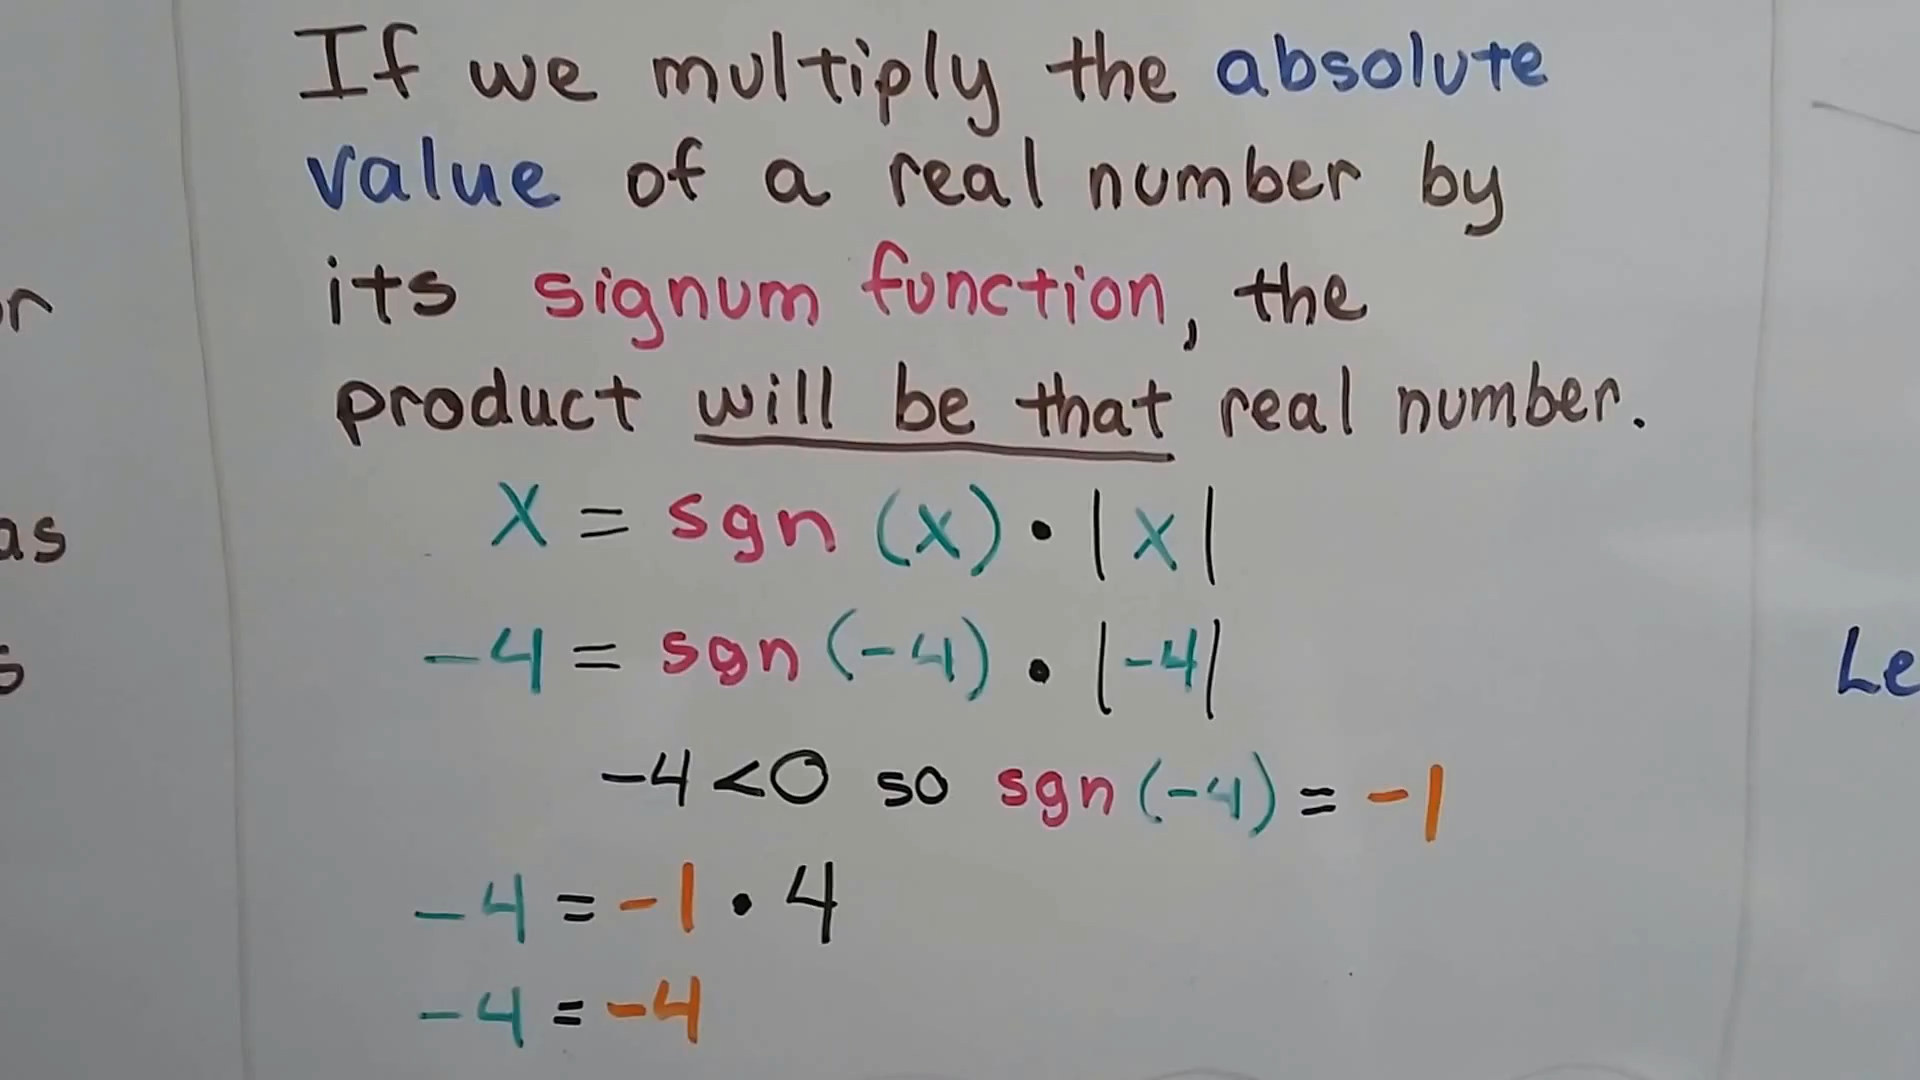 If we multiply the absolute
value of a real number by
its signum function, the
product will be that real number.
x = sgn (x) • |x|
-4 = sgn (-4) • |-4|
-4 < 0 so sgn (-4) = -1
-4 = -1 • 4
-4 = -4
as